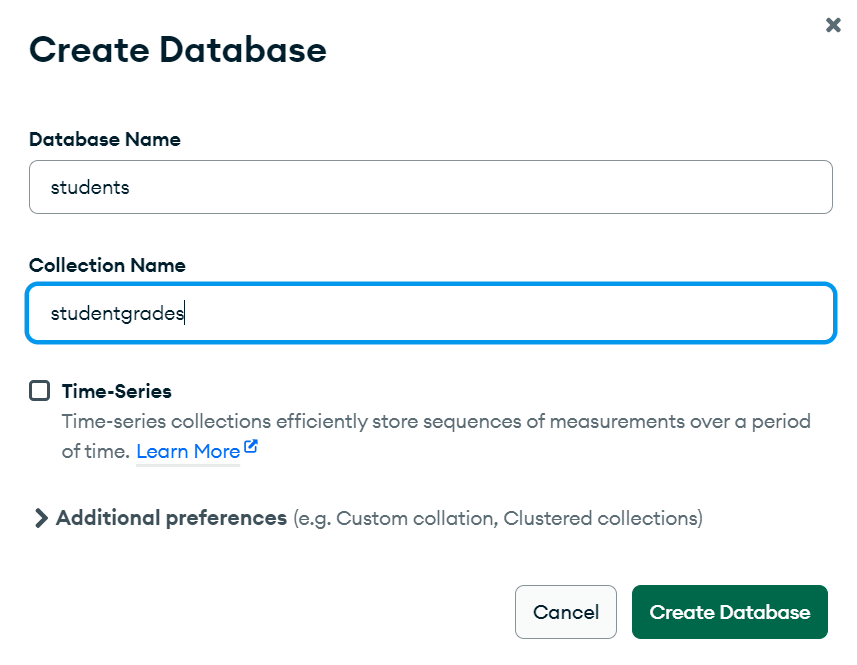 Create Database
Database Name
students
Collection Name
studentgrades
Time-Series
Time-series collections efficiently store sequences of measurements over a period
of time. Learn More
Additional preferences (e.g. Custom collation, Clustered collections)
Cancel
Create Database